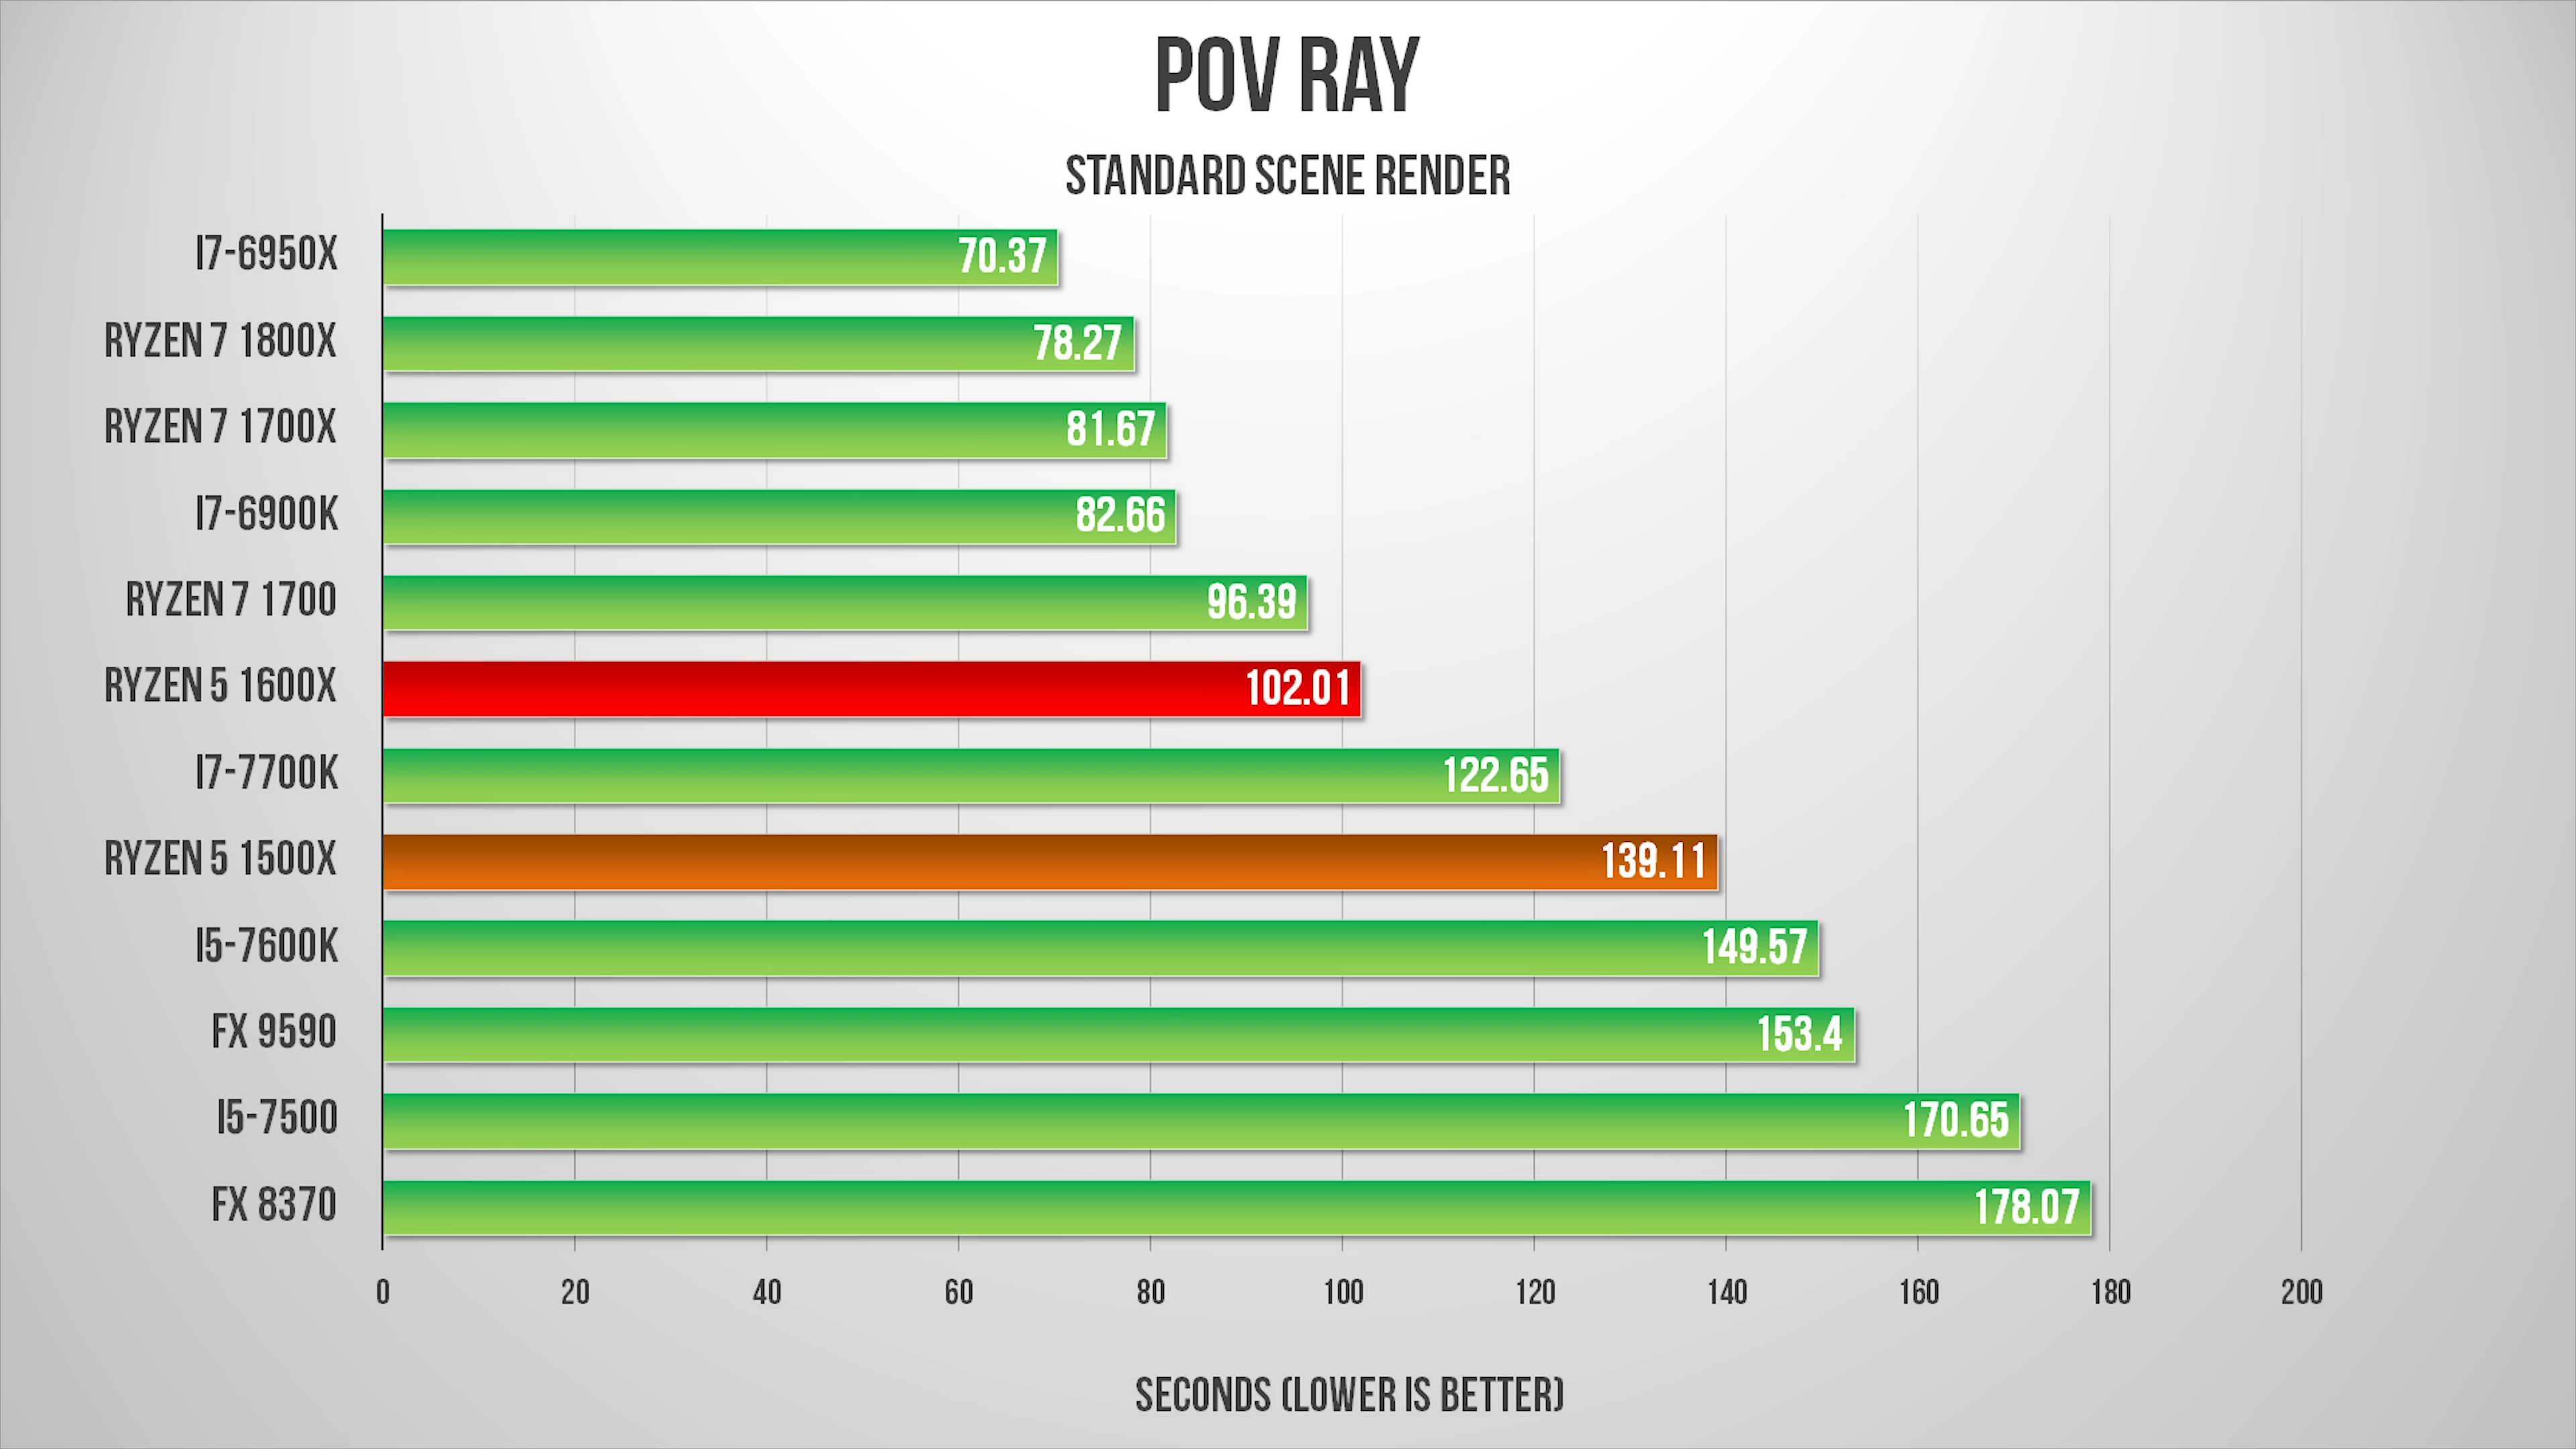 POV RAY
STANDARD SCENE RENDER
I7-6950X 70.37
RYZEN 7 1800X 78.27
RYZEN 7 1700X 81.67
I7-6900K 82.66
RYZEN 7 1700 96.39
RYZEN 5 1600X 102.01
I7-7700K 122.65
RYZEN 5 1500X 139.11
I5-7600K 149.57
FX 9590 153.4
I5-7500 170.65
FX 8370 178.07
0 20 40 60 80 100 120 140 160 180 200
SECONDS (LOWER IS BETTER)